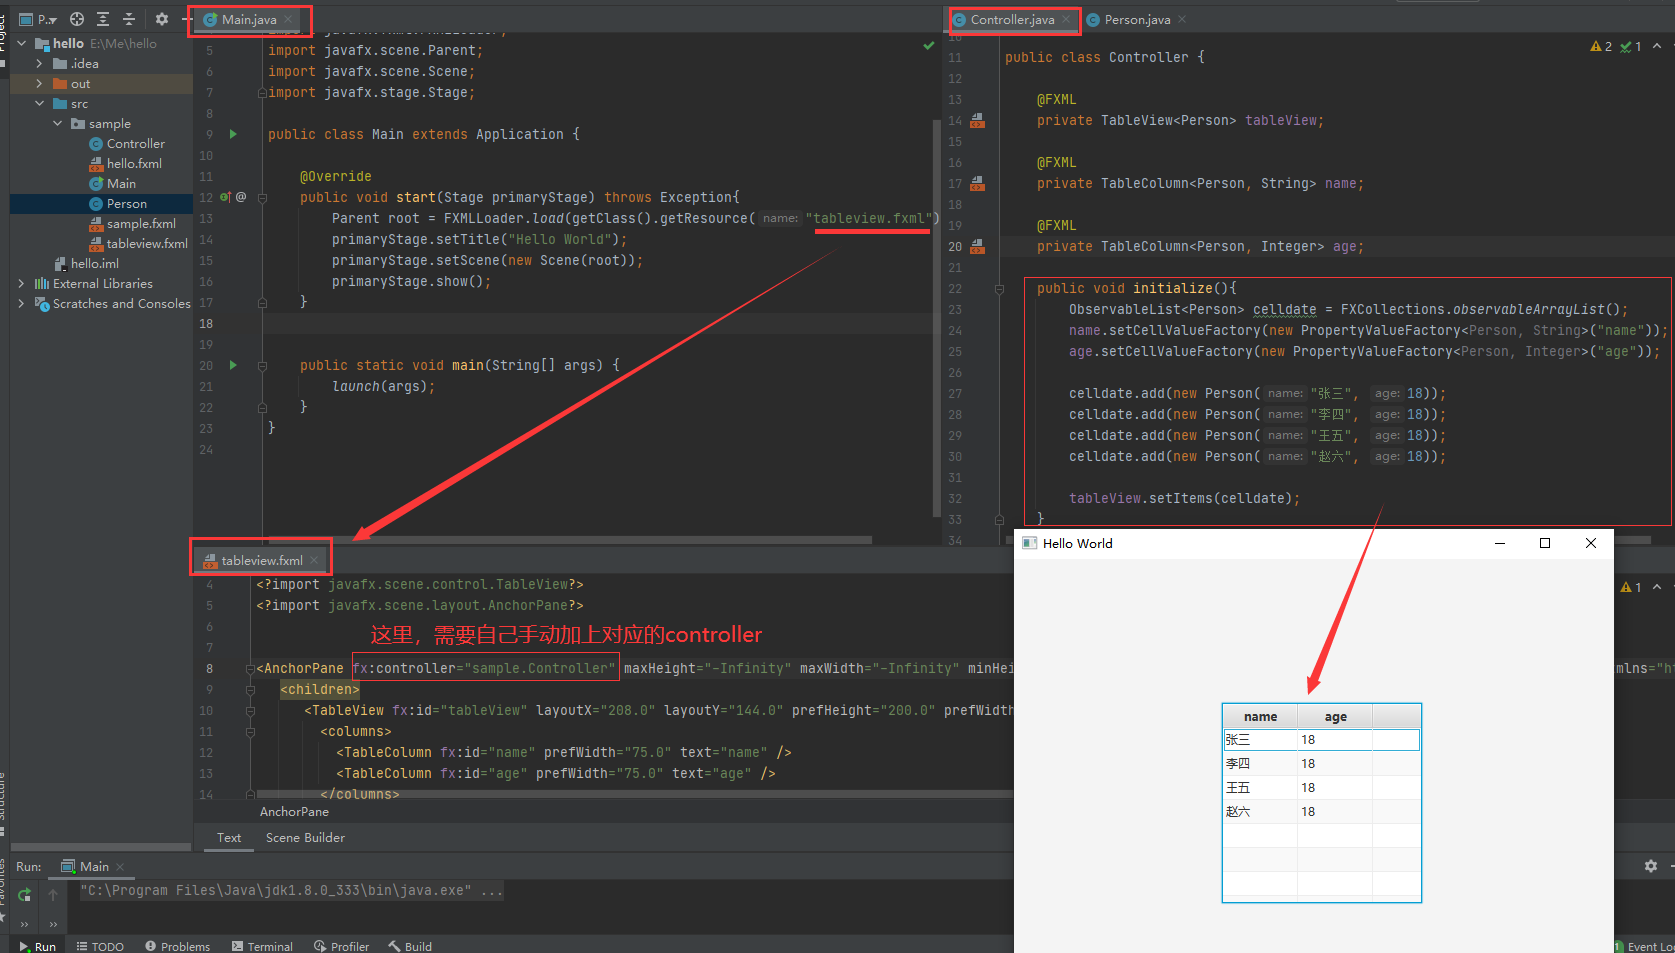 P..
Main.java
Controller.java
Person.java
hello E:\Me\hello
.idea
out
src
sample
Controller
hello.fxml
Main
Person
sample.fxml
tableview.fxml
hello.iml
External Libraries
Scratches and Consoles
5 import javafx.scene.Parent;
6 import javafx.scene.Scene;
7 import javafx.stage.Stage;
8
9 public class Main extends Application {
10
11 @Override
12 public void start(Stage primaryStage) throws Exception{
13 Parent root = FXMLLoader.load(getClass().getResource( name: "tableview.fxml")
14 primaryStage.setTitle("Hello World");
15 primaryStage.setScene(new Scene(root));
16 primaryStage.show();
17 }
18
19
20 public static void main(String[] args) {
21 launch(args);
22 }
23 }
24
2 1
10
11 public class Controller {
12
13 @FXML
14 private TableView<Person> tableView;
15
16 @FXML
17 private TableColumn<Person, String> name;
18
19 @FXML
20 private TableColumn<Person, Integer> age;
21
22 public void initialize(){
23 ObservableList<Person> celldate = FXCollections.observableArrayList();
24 name.setCellValueFactory(new PropertyValueFactory<Person, String>("name"));
25 age.setCellValueFactory(new PropertyValueFactory<Person, Integer>("age"));
26
27 celldate.add(new Person( name: "张三", age: 18));
28 celldate.add(new Person( name: "李四", age: 18));
29 celldate.add(new Person( name: "王五", age: 18));
30 celldate.add(new Person( name: "赵六", age: 18));
31
32 tableView.setItems(celldate);
33 }
34
tableview.fxml
4 <?import javafx.scene.control.TableView?>
5 <?import javafx.scene.layout.AnchorPane?>
6
7
这里，需要自己手动加上对应的controller
8 <AnchorPane fx:controller="sample.Controller" maxHeight="-Infinity" maxWidth="-Infinity" minHei
mlns="h
9 <children>
10 <TableView fx:id="tableView" layoutX="208.0" layoutY="144.0" prefHeight="200.0" prefWidth
11 <columns>
12 <TableColumn fx:id="name" prefWidth="75.0" text="name" />
13 <TableColumn fx:id="age" prefWidth="75.0" text="age" />
14 </columns>
AnchorPane
Text Scene Builder
1
Hello World
name age
张三 18
李四 18
王五 18
赵六 18
Run: Main
"C:\Program Files\Java\jdk1.8.0_333\bin\java.exe" ...
Run TODO Problems Terminal Profiler Build
1 Event Lo